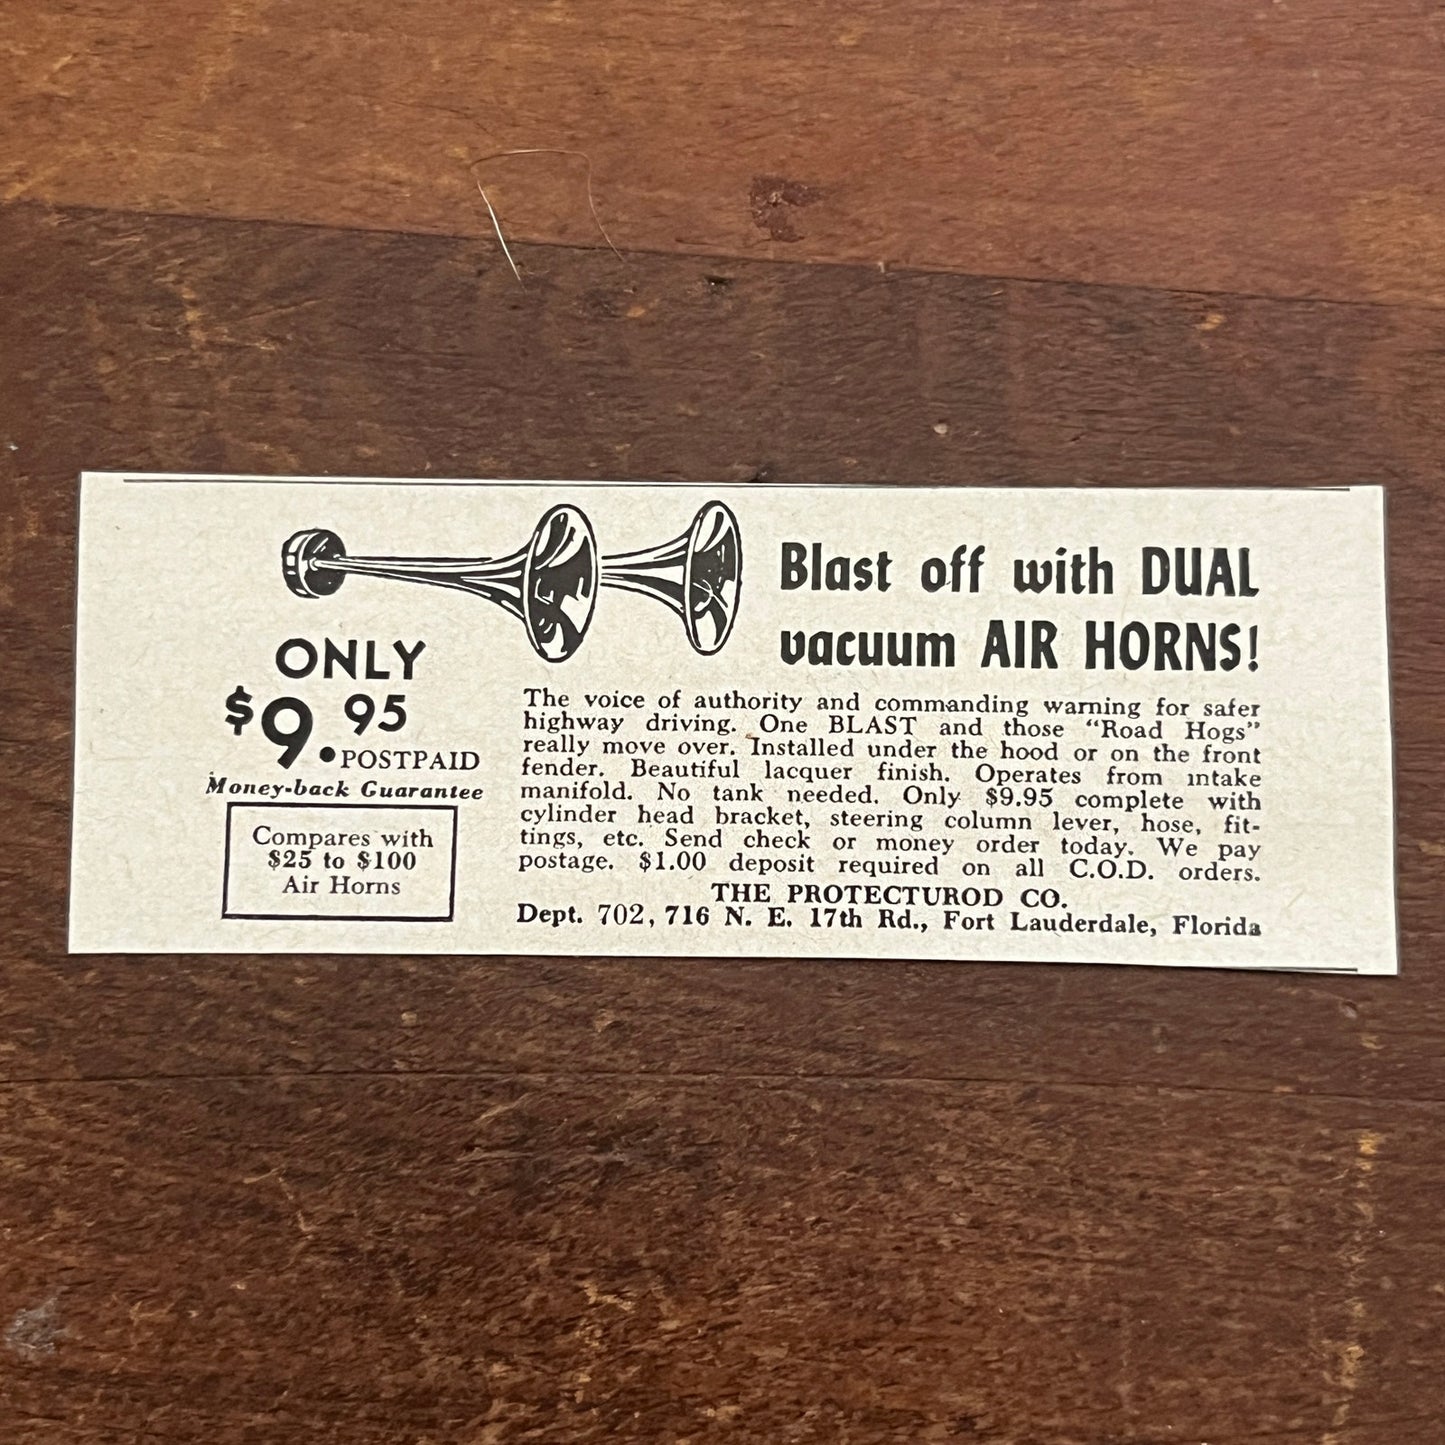 Blast off with DUAL
vacuum AIR HORNS!
ONLY
$9.95
POSTPAID
Money-back Guarantee
Compares with
$25 to $100
Air Horns
The voice of authority and commanding warning for safer
highway driving. One BLAST and those "Road Hogs"
really move over. Installed under the hood or on the front
fender. Beautiful lacquer finish. Operates from intake
manifold. No tank needed. Only $9.95 complete with
cylinder head bracket, steering column lever, hose, fit-
tings, etc. Send check or money order today. We pay
postage. $1.00 deposit required on all C.O.D. orders.
THE PROTECTUROD CO.
Dept. 702, 716 N. E. 17th Rd., Fort Lauderdale, Florida